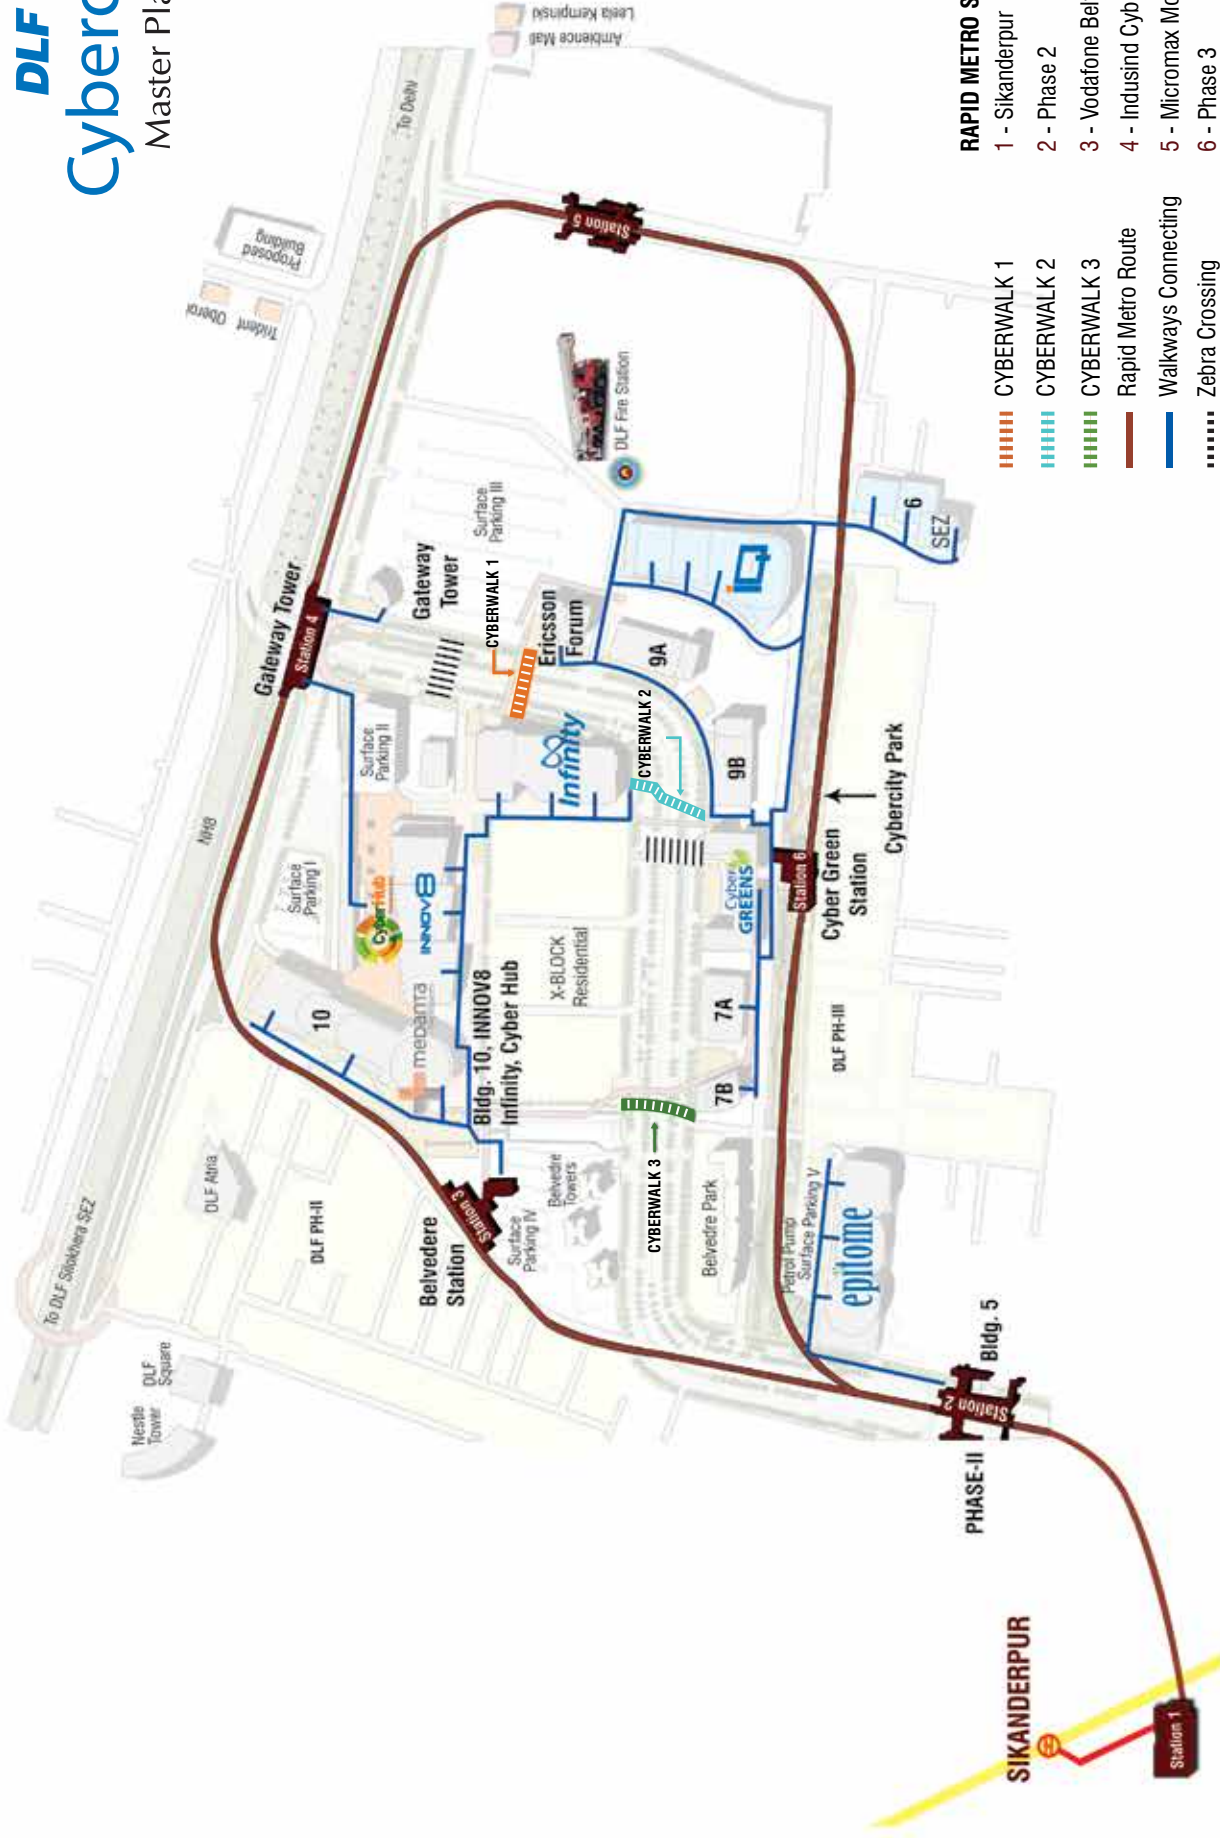 DLF
Cyberc
Master Pla
Leela Kempinski
Ambience Mall
To Delhi
Proposed
Building
Oberoi
Trident
Station 5
DLF Fire Station
Gateway Tower
Station 4
Gateway
Tower
Surface
Parking III
CYBERWALK 1
Ericsson
Forum
IQ
6
SEZ
9A
Surface
Parking II
Infinity
CYBERWALK 2
9B
NH8
Surface
Parking I
CyberHub
INNOV8
medanta
10
Bldg. 10, INNOV8
Infinity, Cyber Hub
X-BLOCK
Residential
Cyber
GREENS
Station 6
Cyber Green
Station
Cybercity Park
7A
7B
DLF PH-III
CYBERWALK 3
DLF Atria
To DLF Silokhera SEZ
DLF PH-II
Belvedere
Station
Station 3
Surface
Parking IV
Belvedre
Towers
Belvedre Park
Petrol Pump
Surface Parking V
epitome
DLF
Square
Nestle
Tower
Bldg. 5
Station 2
PHASE-II
SIKANDERPUR
Station 1
CYBERWALK 1
CYBERWALK 2
CYBERWALK 3
Rapid Metro Route
Walkways Connecting
Zebra Crossing
RAPID METRO S
1 - Sikanderpur
2 - Phase 2
3 - Vodafone Bel
4 - Indusind Cyb
5 - Micromax Mo
6 - Phase 3